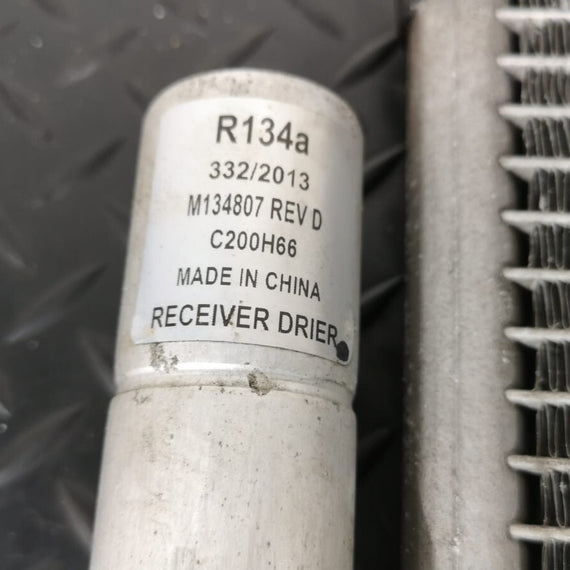 R134a
332/2013
M134807 REV D
C200H66
MADE IN CHINA
RECEIVER DRIER